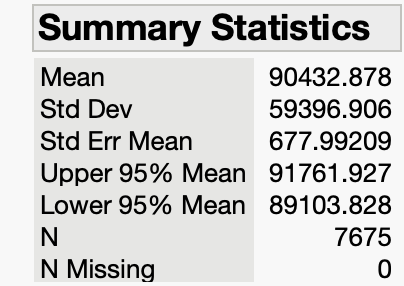 Summary Statistics
Mean 90432.878
Std Dev 59396.906
Std Err Mean 677.99209
Upper 95% Mean 91761.927
Lower 95% Mean 89103.828
N 7675
N Missing 0